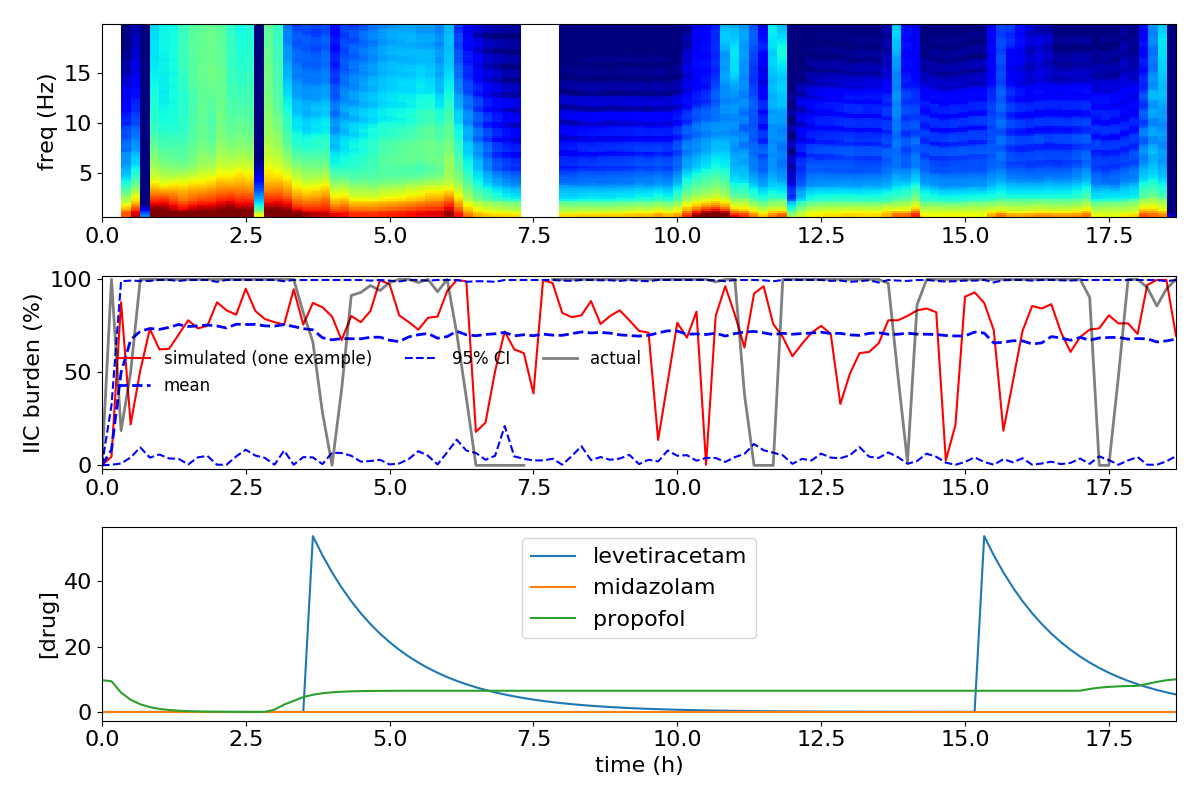 freq (Hz)
15
10
5
0.0 2.5 5.0 7.5 10.0 12.5 15.0 17.5
IIC burden (%)
100
50
0
simulated (one example) 95% CI actual
mean
0.0 2.5 5.0 7.5 10.0 12.5 15.0 17.5
[drug]
40
20
0
levetiracetam
midazolam
propofol
0.0 2.5 5.0 7.5 10.0 12.5 15.0 17.5
time (h)